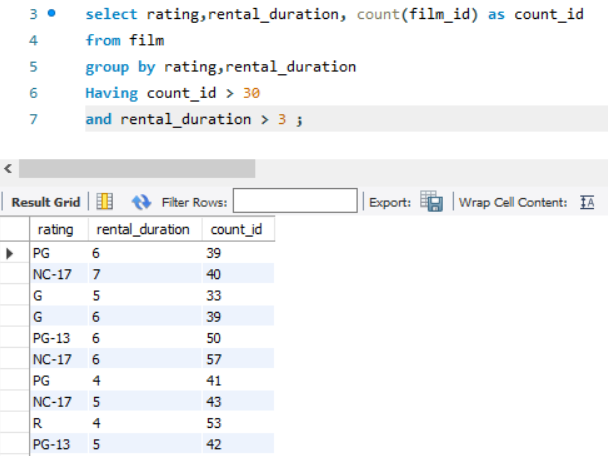 3 select rating,rental_duration, count(film_id) as count_id
4 from film
5 group by rating,rental_duration
6 Having count_id > 30
7 and rental_duration > 3 ;
Result Grid Filter Rows: Export: Wrap Cell Content: IA
rating rental_duration count_id
PG 6 39
NC-17 7 40
G 5 33
G 6 39
PG-13 6 50
NC-17 6 57
PG 4 41
NC-17 5 43
R 4 53
PG-13 5 42